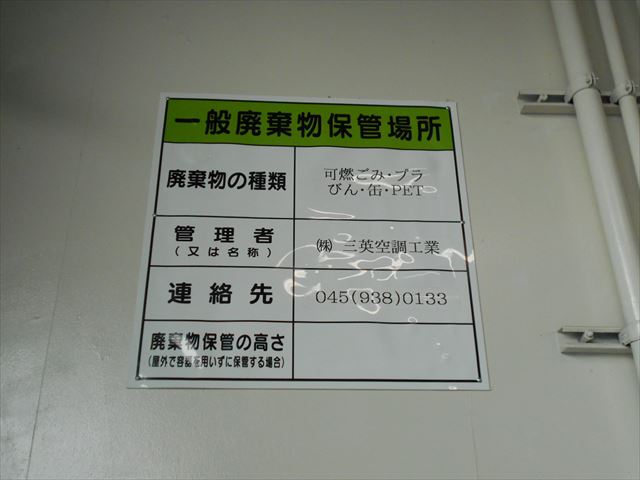 一般廃棄物保管場所
廃棄物の種類
可燃ごみ・プラ
びん・缶・PET
管理者
(又は名称)
㈱ 三英空調工業
連絡先
045(938)0133
廃棄物保管の高さ
(屋外で容器を用いずに保管する場合)